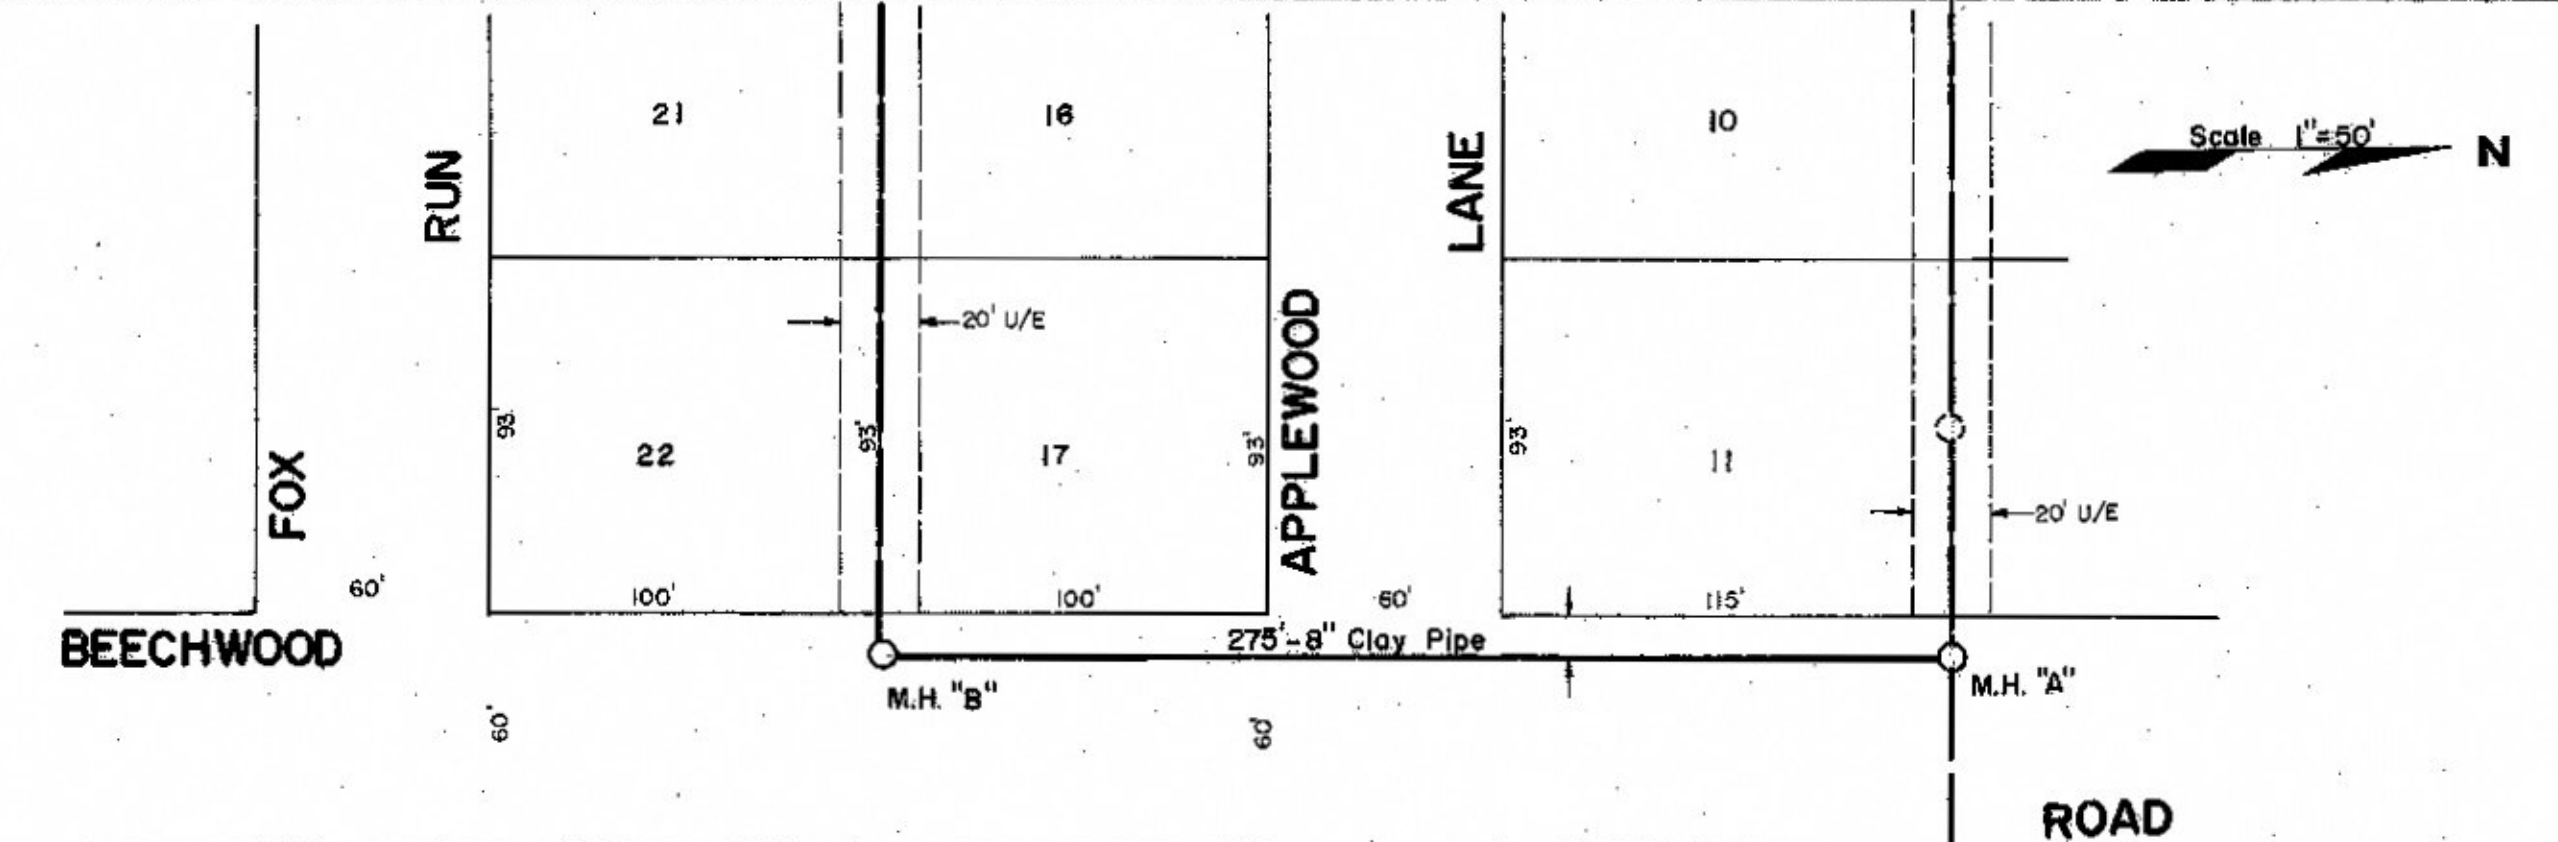 21
16
10
Scale 1"=50'
N
RUN
LANE
20' U/E
93'
93'
93'
93'
22
17
11
FOX
APPLEWOOD
20' U/E
60'
100'
100'
60'
115'
BEECHWOOD
275'-8" Clay Pipe
M.H. "B"
M.H. "A"
60'
60'
ROAD